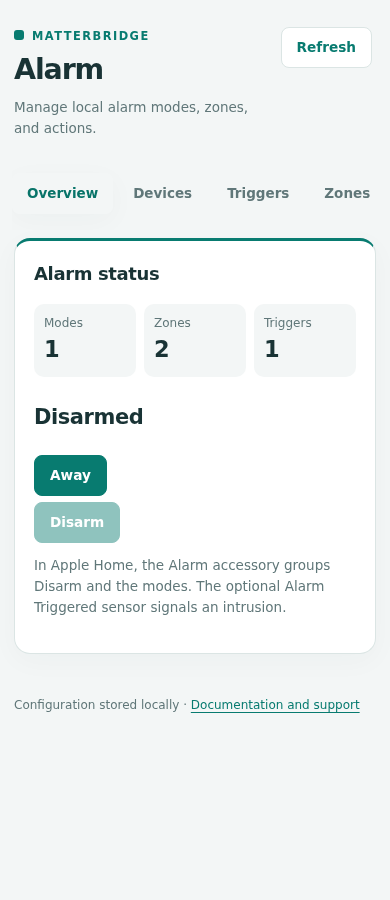 MATTERBRIDGE
Alarm
Refresh
Manage local alarm modes, zones,
and actions.
Overview Devices Triggers Zones
Alarm status
Modes Zones Triggers
1 2 1
Disarmed
Away
Disarm
In Apple Home, the Alarm accessory groups
Disarm and the modes. The optional Alarm
Triggered sensor signals an intrusion.
Configuration stored locally · Documentation and support